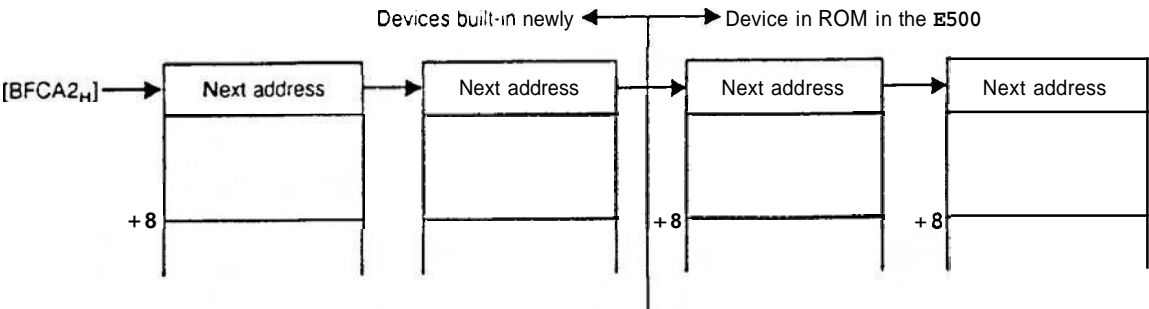 Devices built-in newly
Device in ROM in the E500
[BFCA2H]
Next address
Next address
Next address
Next address
+8
+8
+8